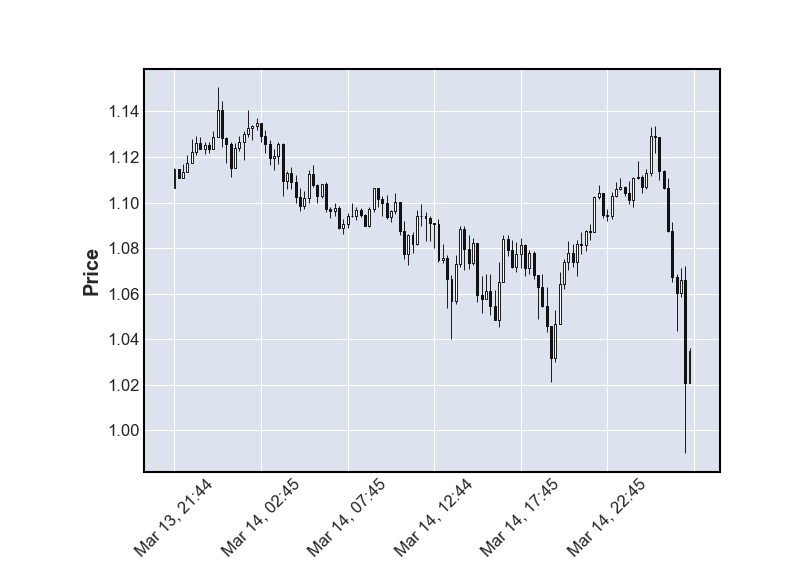 Price
1.14
1.12
1.10
1.08
1.06
1.04
1.02
1.00
Mar 13, 21:44
Mar 14, 02:45
Mar 14, 07:45
Mar 14, 12:44
Mar 14, 17:45
Mar 14, 22:45